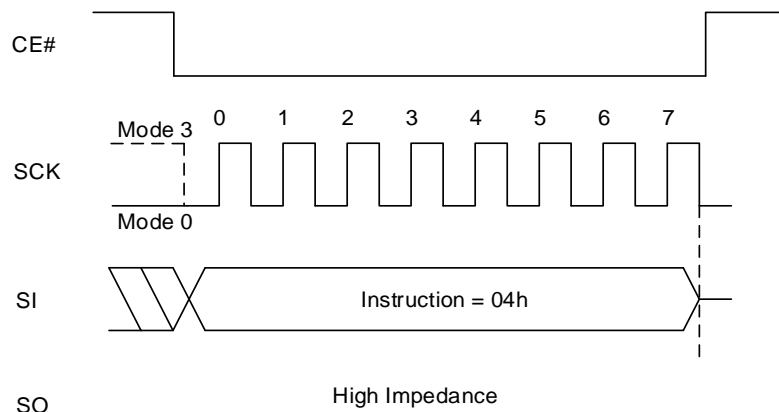 CE#
0 1 2 3 4 5 6 7
Mode 3
SCK
Mode 0
SI
Instruction = 04h
High Impedance
SO